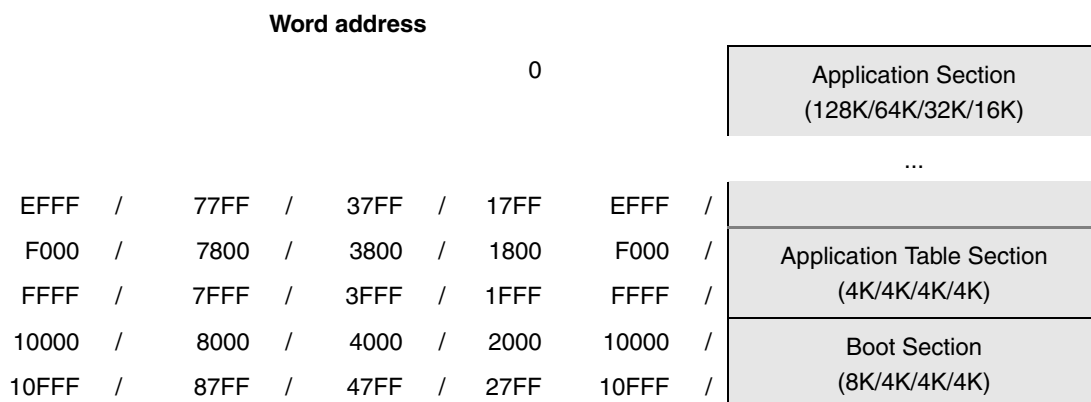 Word address
0
Application Section
(128K/64K/32K/16K)
...
EFFF / 77FF / 37FF / 17FF EFFF /
F000 / 7800 / 3800 / 1800 F000 / Application Table Section
FFFF / 7FFF / 3FFF / 1FFF FFFF / (4K/4K/4K/4K)
10000 / 8000 / 4000 / 2000 10000 / Boot Section
10FFF / 87FF / 47FF / 27FF 10FFF / (8K/4K/4K/4K)